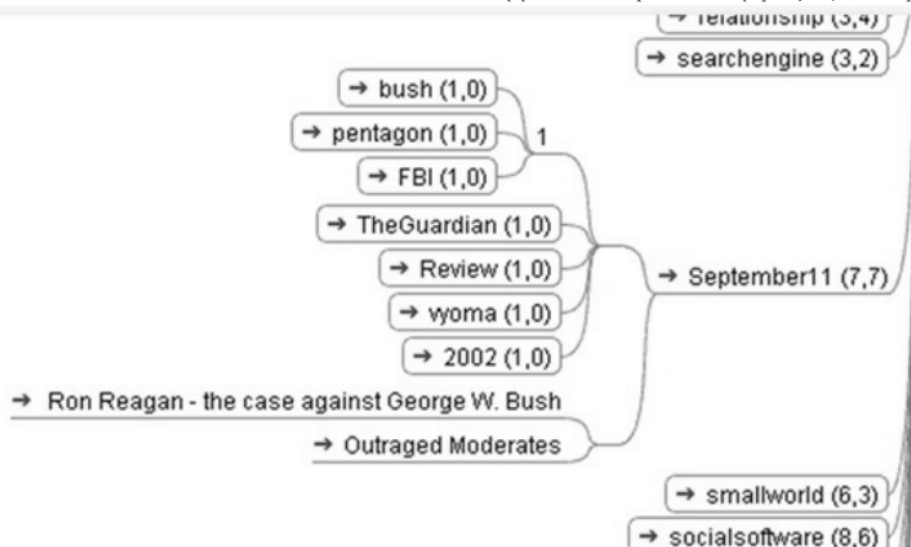 → relationship (3,4)
→ searchengine (3,2)
→ bush (1,0)
→ pentagon (1,0)
1
→ FBI (1,0)
→ TheGuardian (1,0)
→ Review (1,0)
→ September11 (7,7)
→ vyoma (1,0)
→ 2002 (1,0)
→ Ron Reagan - the case against George W. Bush
→ Outraged Moderates
→ smallworld (6,3)
→ socialsoftware (8,6)